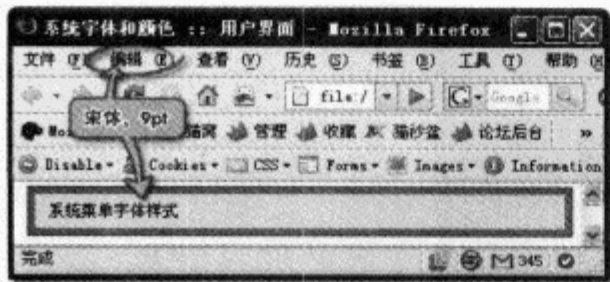 系统字体和颜色 :: 用户界面 - Mozilla Firefox
文件 编辑 (E) 查看 (V) 历史 (S) 书签 (B) 工具 (T) 帮助
file:/ G Google
宋体，9pt
管理 收藏 猫沙盆 论坛后台 »
Disable Cookies CSS Forms Images Information
系统菜单字体样式
完成 345